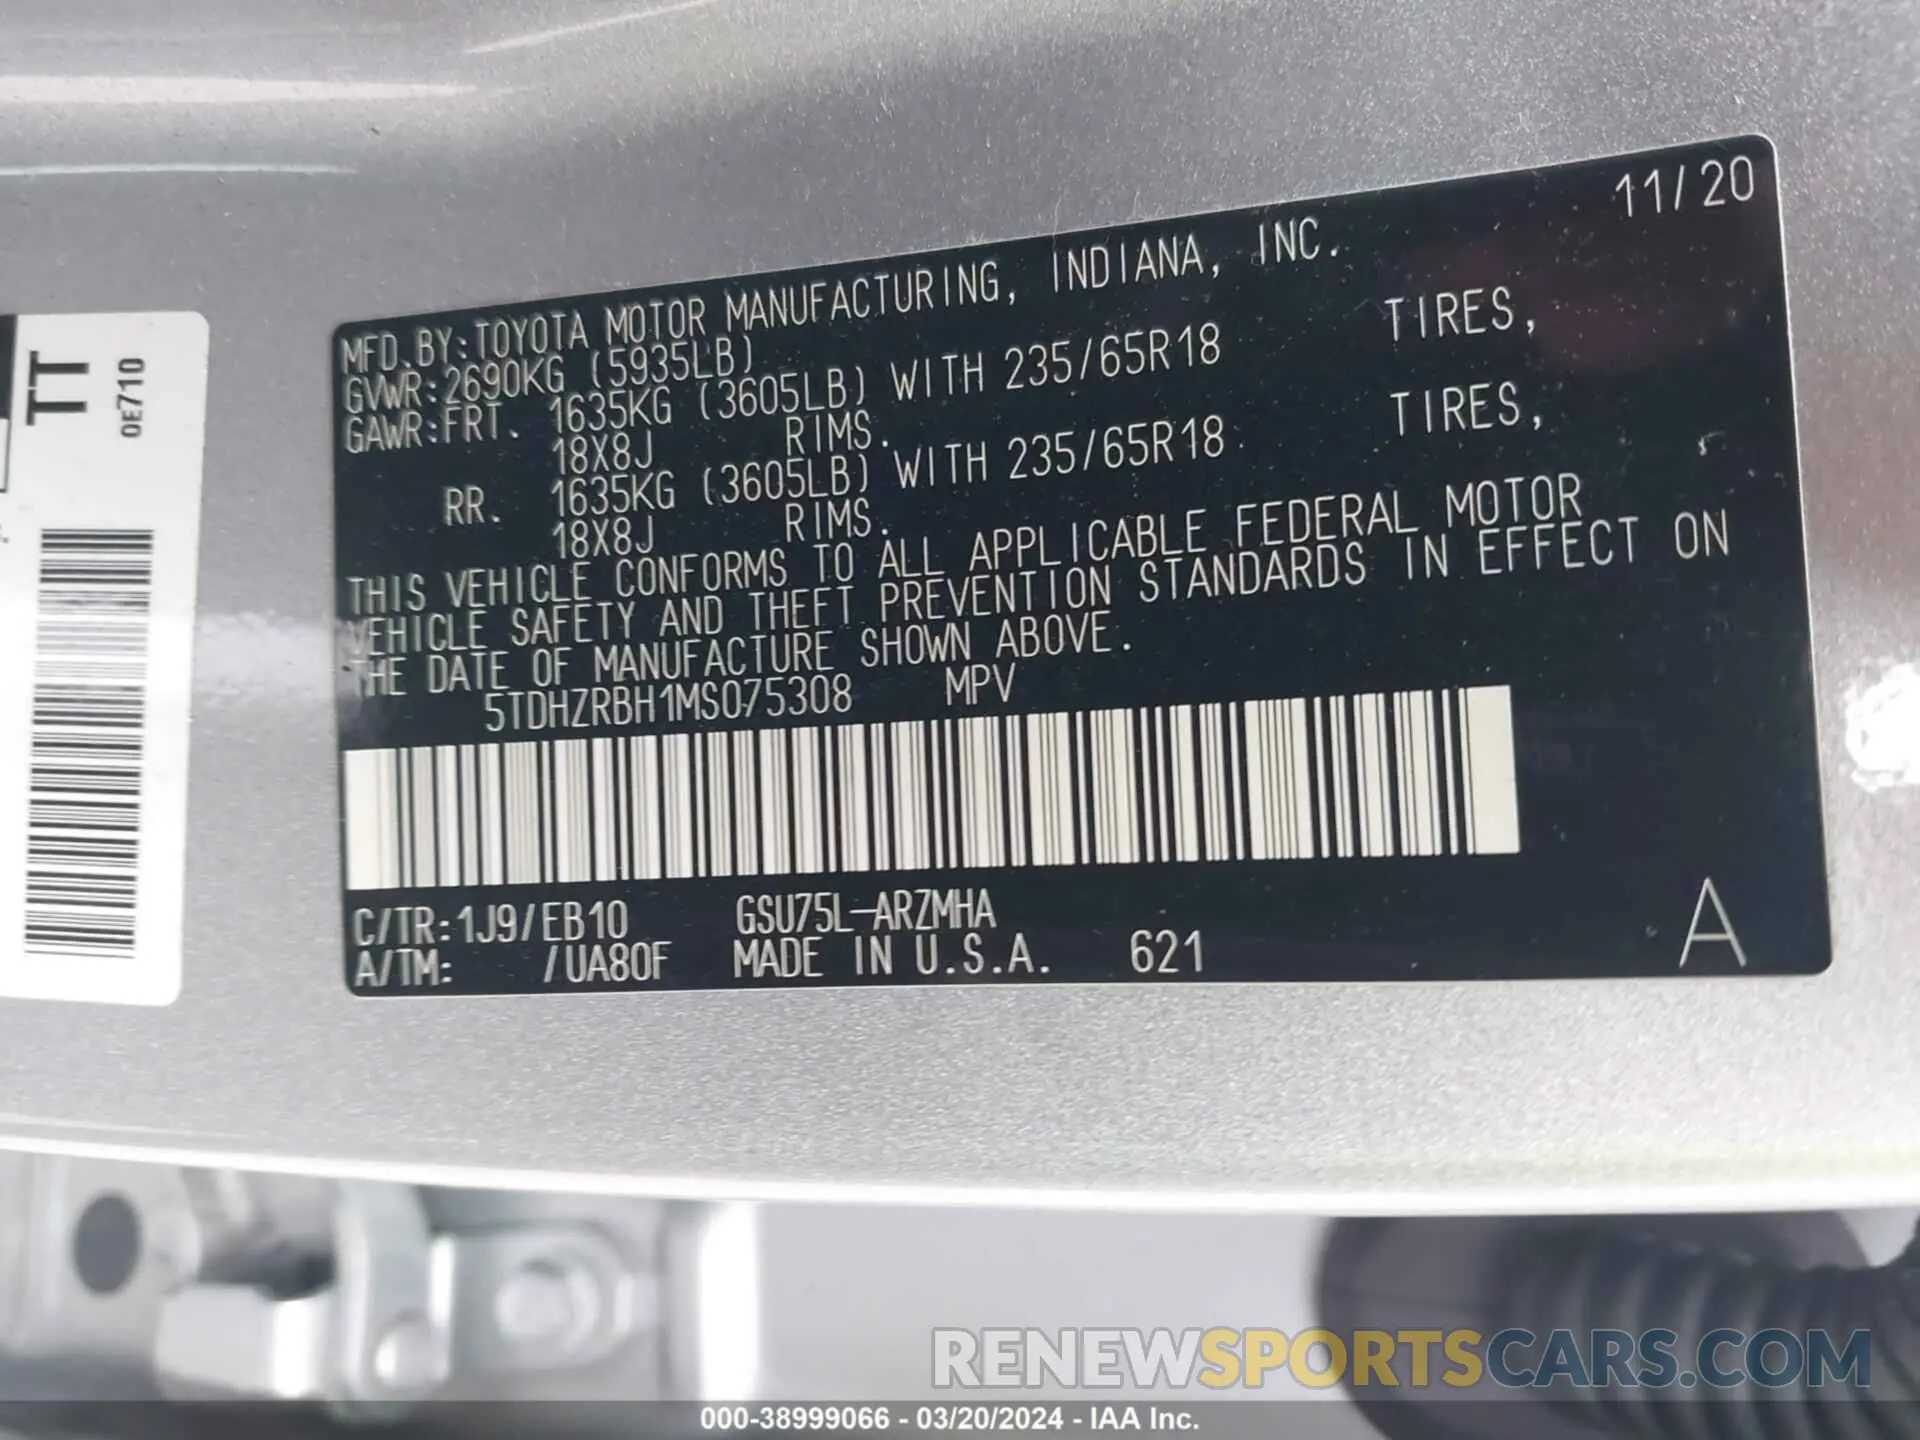 11/20
MFD. BY: TOYOTA MOTOR MANUFACTURING, INDIANA, INC.
GVWR: 2690KG (5935LB)
GAWR: FRT. 1635KG (3605LB) WITH 235/65R18 TIRES,
18X8J RIMS.
RR. 1635KG (3605LB) WITH 235/65R18 TIRES,
18X8J RIMS.
THIS VEHICLE CONFORMS TO ALL APPLICABLE FEDERAL MOTOR
VEHICLE SAFETY AND THEFT PREVENTION STANDARDS IN EFFECT ON
THE DATE OF MANUFACTURE SHOWN ABOVE.
5TDHZRBH1MS075308 MPV
C/TR: 1J9/EB10 GSU75L-ARZMHA
A/TM: /UA80F MADE IN U.S.A. 621
A
TT
0E710
RENEWSPORTSCARS.COM
000-38999066 - 03/20/2024 - IAA Inc.